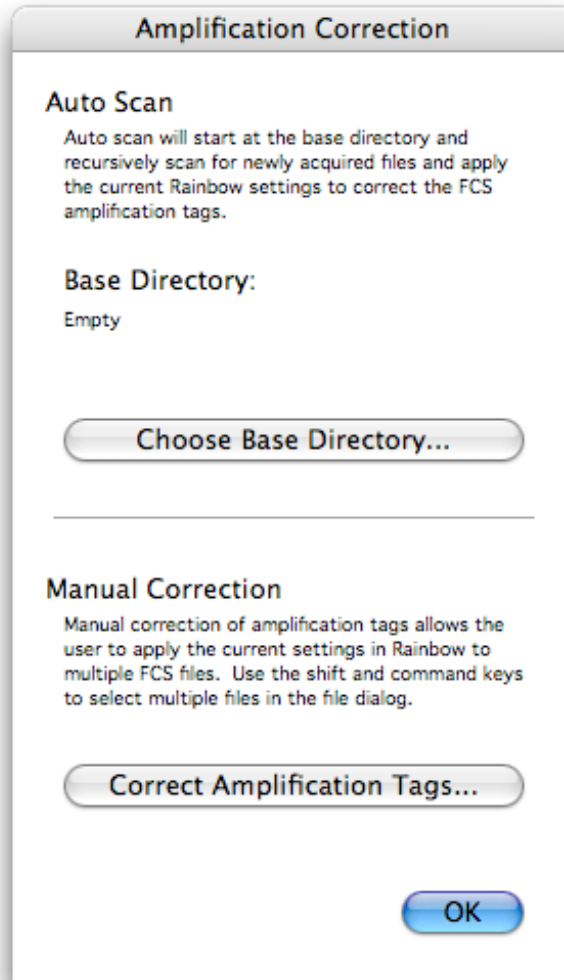 Amplification Correction
Auto Scan
Auto scan will start at the base directory and
recursively scan for newly acquired files and apply
the current Rainbow settings to correct the FCS
amplification tags.
Base Directory:
Empty
Choose Base Directory...
Manual Correction
Manual correction of amplification tags allows the
user to apply the current settings in Rainbow to
multiple FCS files.  Use the shift and command keys
to select multiple files in the file dialog.
Correct Amplification Tags...
OK